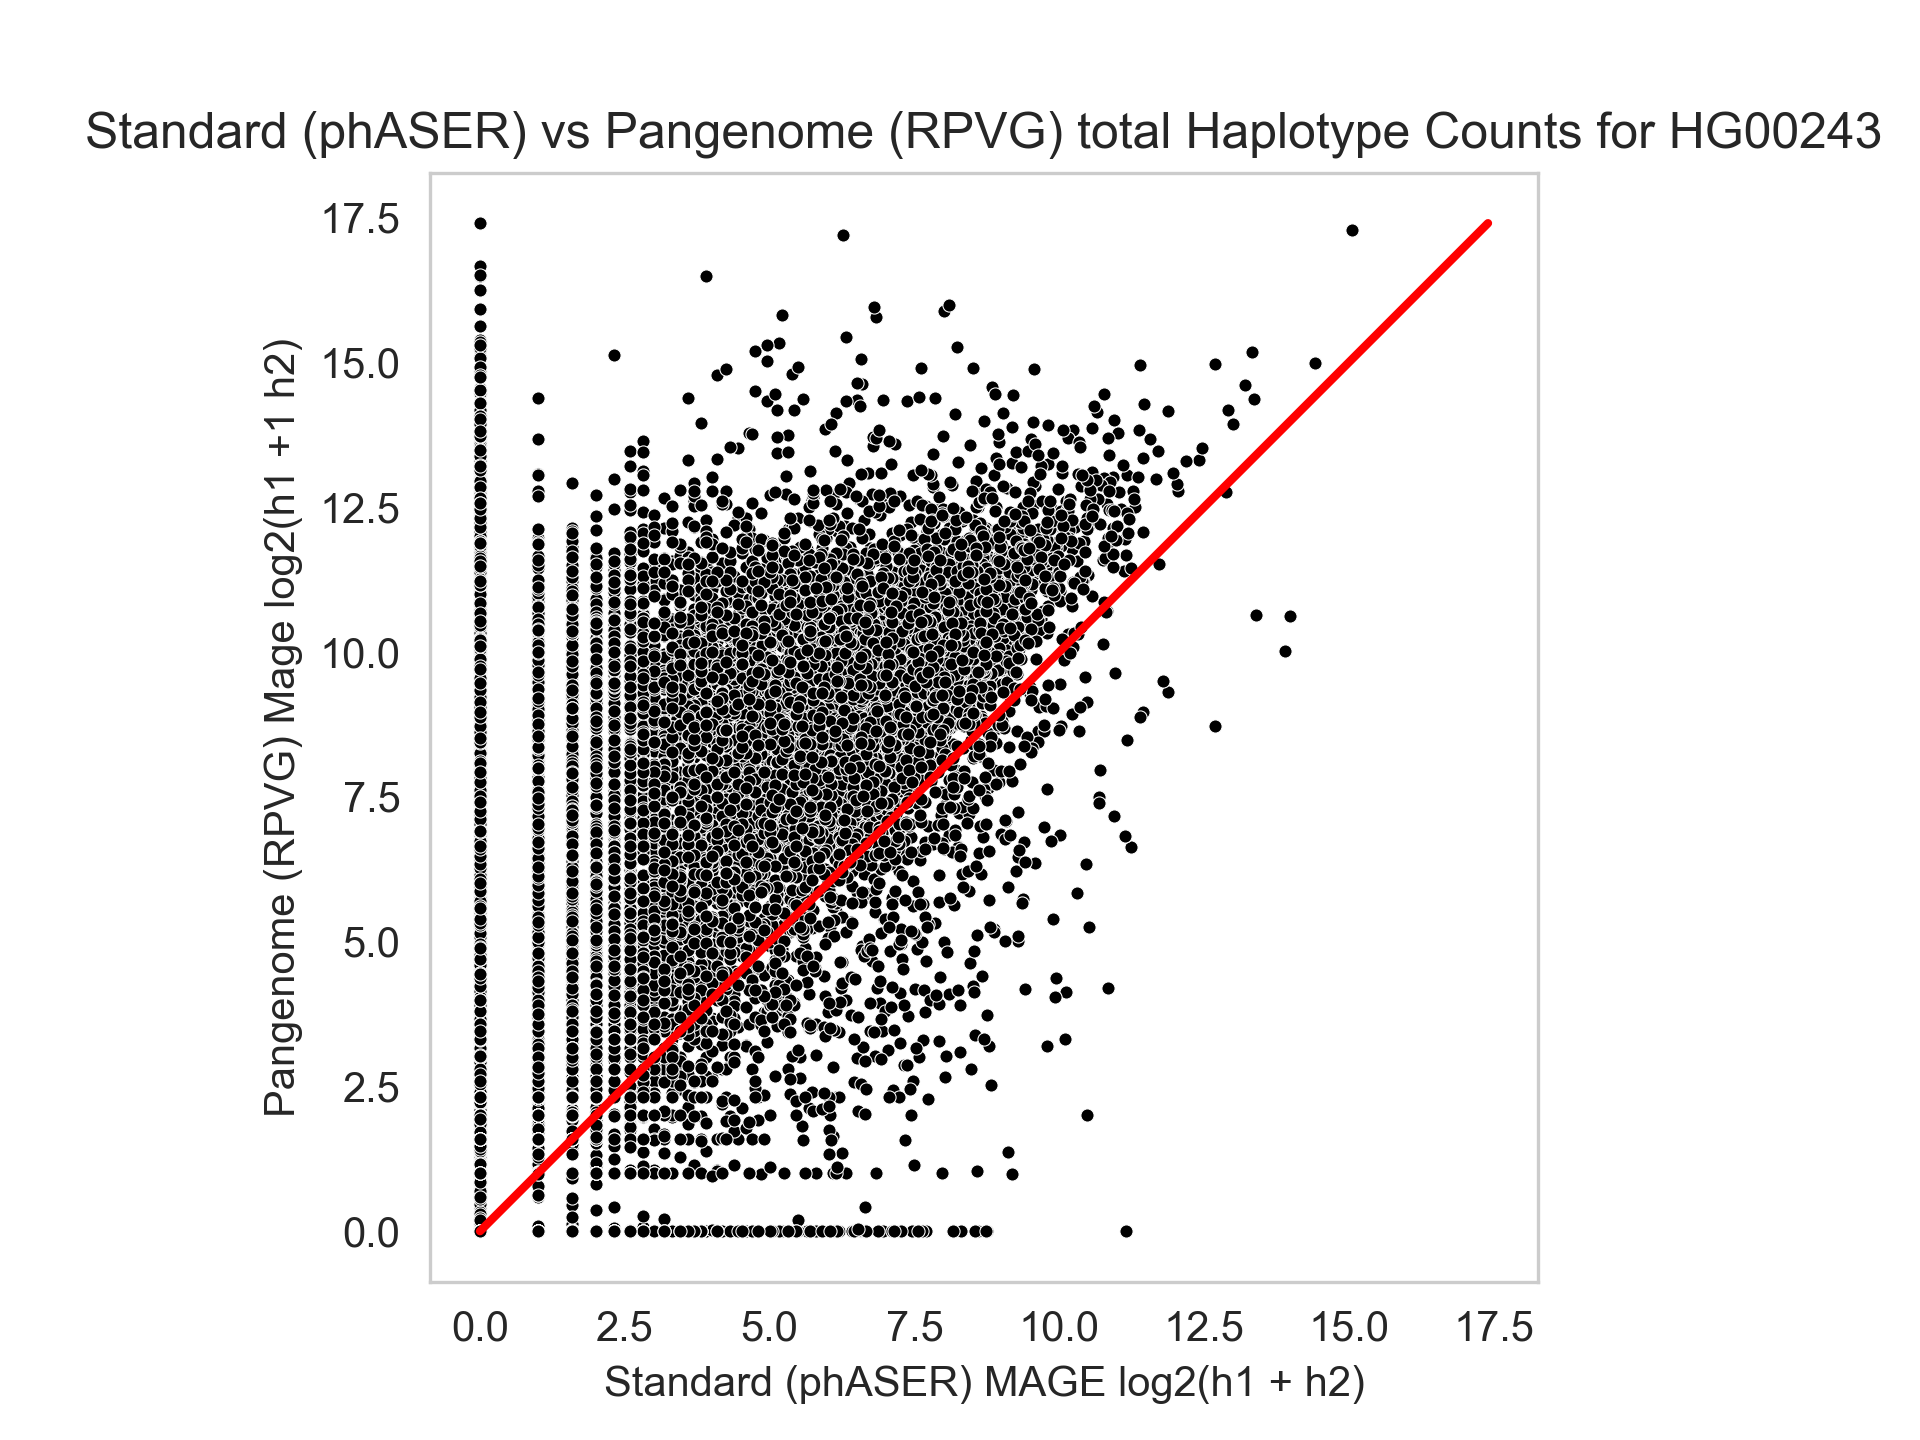 Standard (phASER) vs Pangenome (RPVG) total Haplotype Counts for HG00243
Pangenome (RPVG) Mage log2(h1 +1 h2)
17.5
15.0
12.5
10.0
7.5
5.0
2.5
0.0
0.0 2.5 5.0 7.5 10.0 12.5 15.0 17.5
Standard (phASER) MAGE log2(h1 + h2)